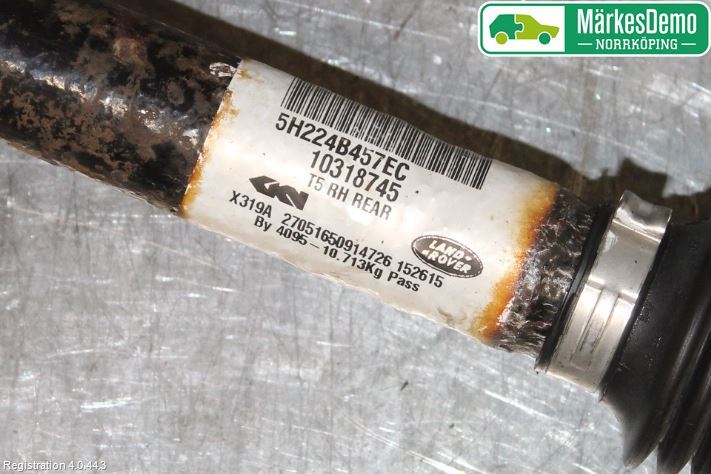 MärkesDemo
NORRKÖPING
5H224B457EC
10318745
T5 RH REAR
GKN
X319A 27051650914726 152615
By 4095-10.713Kg Pass
LAND-
-ROVER
Registration 4.0.44.3